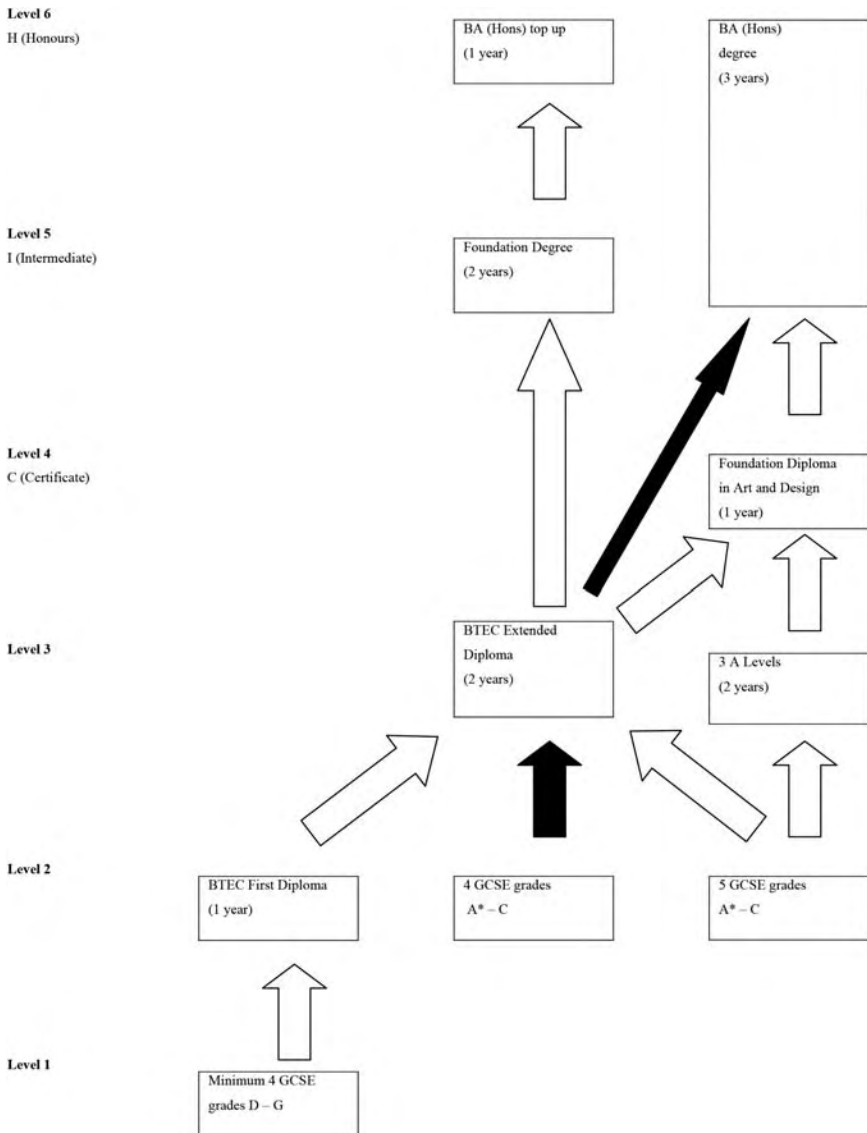 Level 6
H (Honours)
BA (Hons) top up
(1 year)
BA (Hons)
degree
(3 years)
Level 5
I (Intermediate)
Foundation Degree
(2 years)
Level 4
C (Certificate)
Foundation Diploma
in Art and Design
(1 year)
Level 3
BTEC Extended
Diploma
(2 years)
3 A Levels
(2 years)
Level 2
BTEC First Diploma
(1 year)
4 GCSE grades
A* – C
5 GCSE grades
A* – C
Level 1
Minimum 4 GCSE
grades D – G